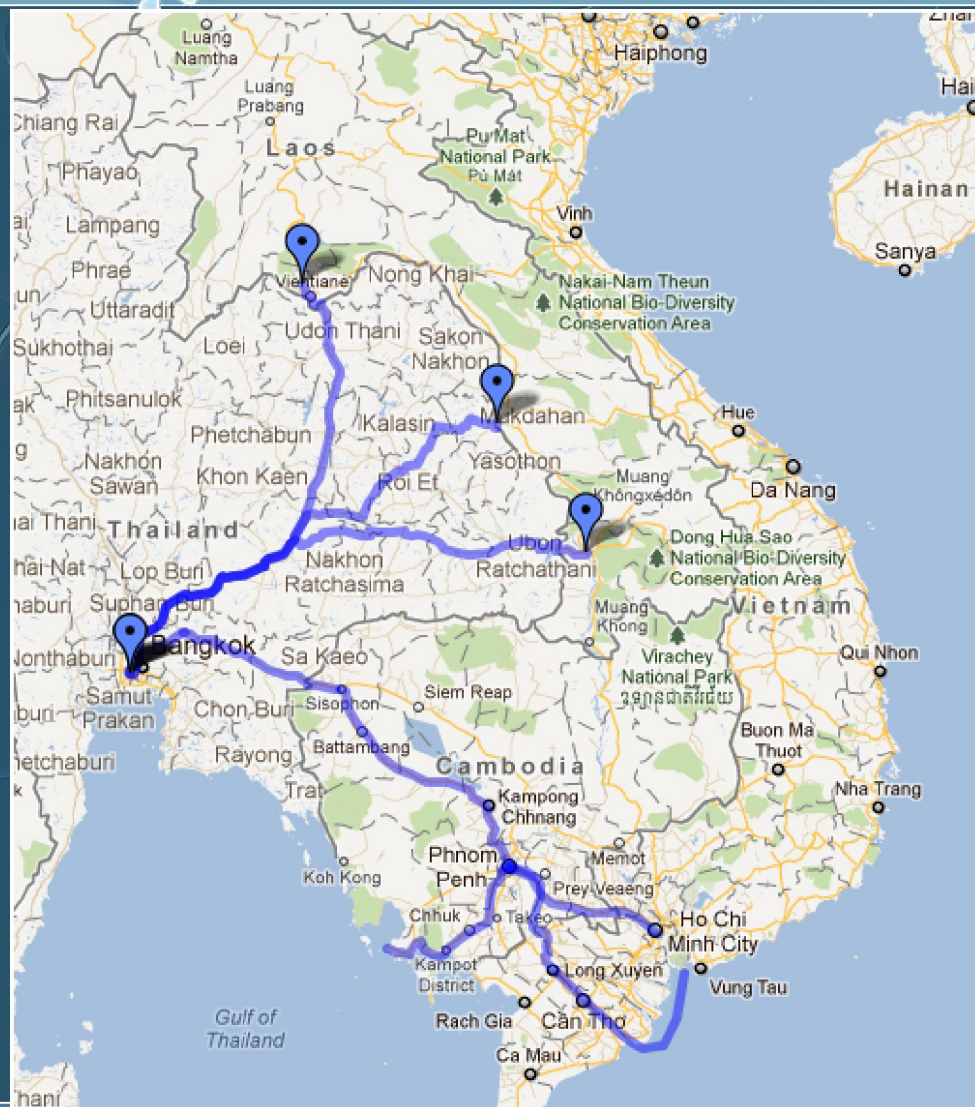 Luang
Namtha
Haiphong
Luang
Prabang
Hai
Chiang Rai
Laos
Pu Mat
National Park
Pù Mát
Phayao
Hainan
Lampang
Vinh
Sanya
Phrae
Vientiane
Nong Khai
Nakai-Nam Theun
National Bio-Diversity
Conservation Area
Uttaradit
Udon Thani
Sukhothai
Loei
Sakon
Nakhon
Phitsanulok
Mukdahan
Kalasin
Hue
Phetchabun
Nakhon
Sawan
Khon Kaen
Roi Et
Yasothon
Muang
Khôngxédôn
Da Nang
Thailand
Lop Buri
Nakhon
Ratchasima
Ubon
Ratchathani
Dong Hua Sao
National Bio-Diversity
Conservation Area
Suphan Buri
Muang
Khong
Vietnam
Bangkok
Sa Kaeo
Virachey
National Park
Qui Nhon
Samut
Prakan
Chon Buri
Sisophon
Siem Reap
Battambang
Buon Ma
Thuot
Rayong
Trat
Cambodia
Kampong
Chhnang
Nha Trang
Phnom
Penh
Memot
Koh Kong
Prey Veaeng
Chhuk
Takeo
Ho Chi
Minh City
Kampot
District
Long Xuyen
Vung Tau
Gulf of
Thailand
Rach Gia
Cần Thơ
Ca Mau